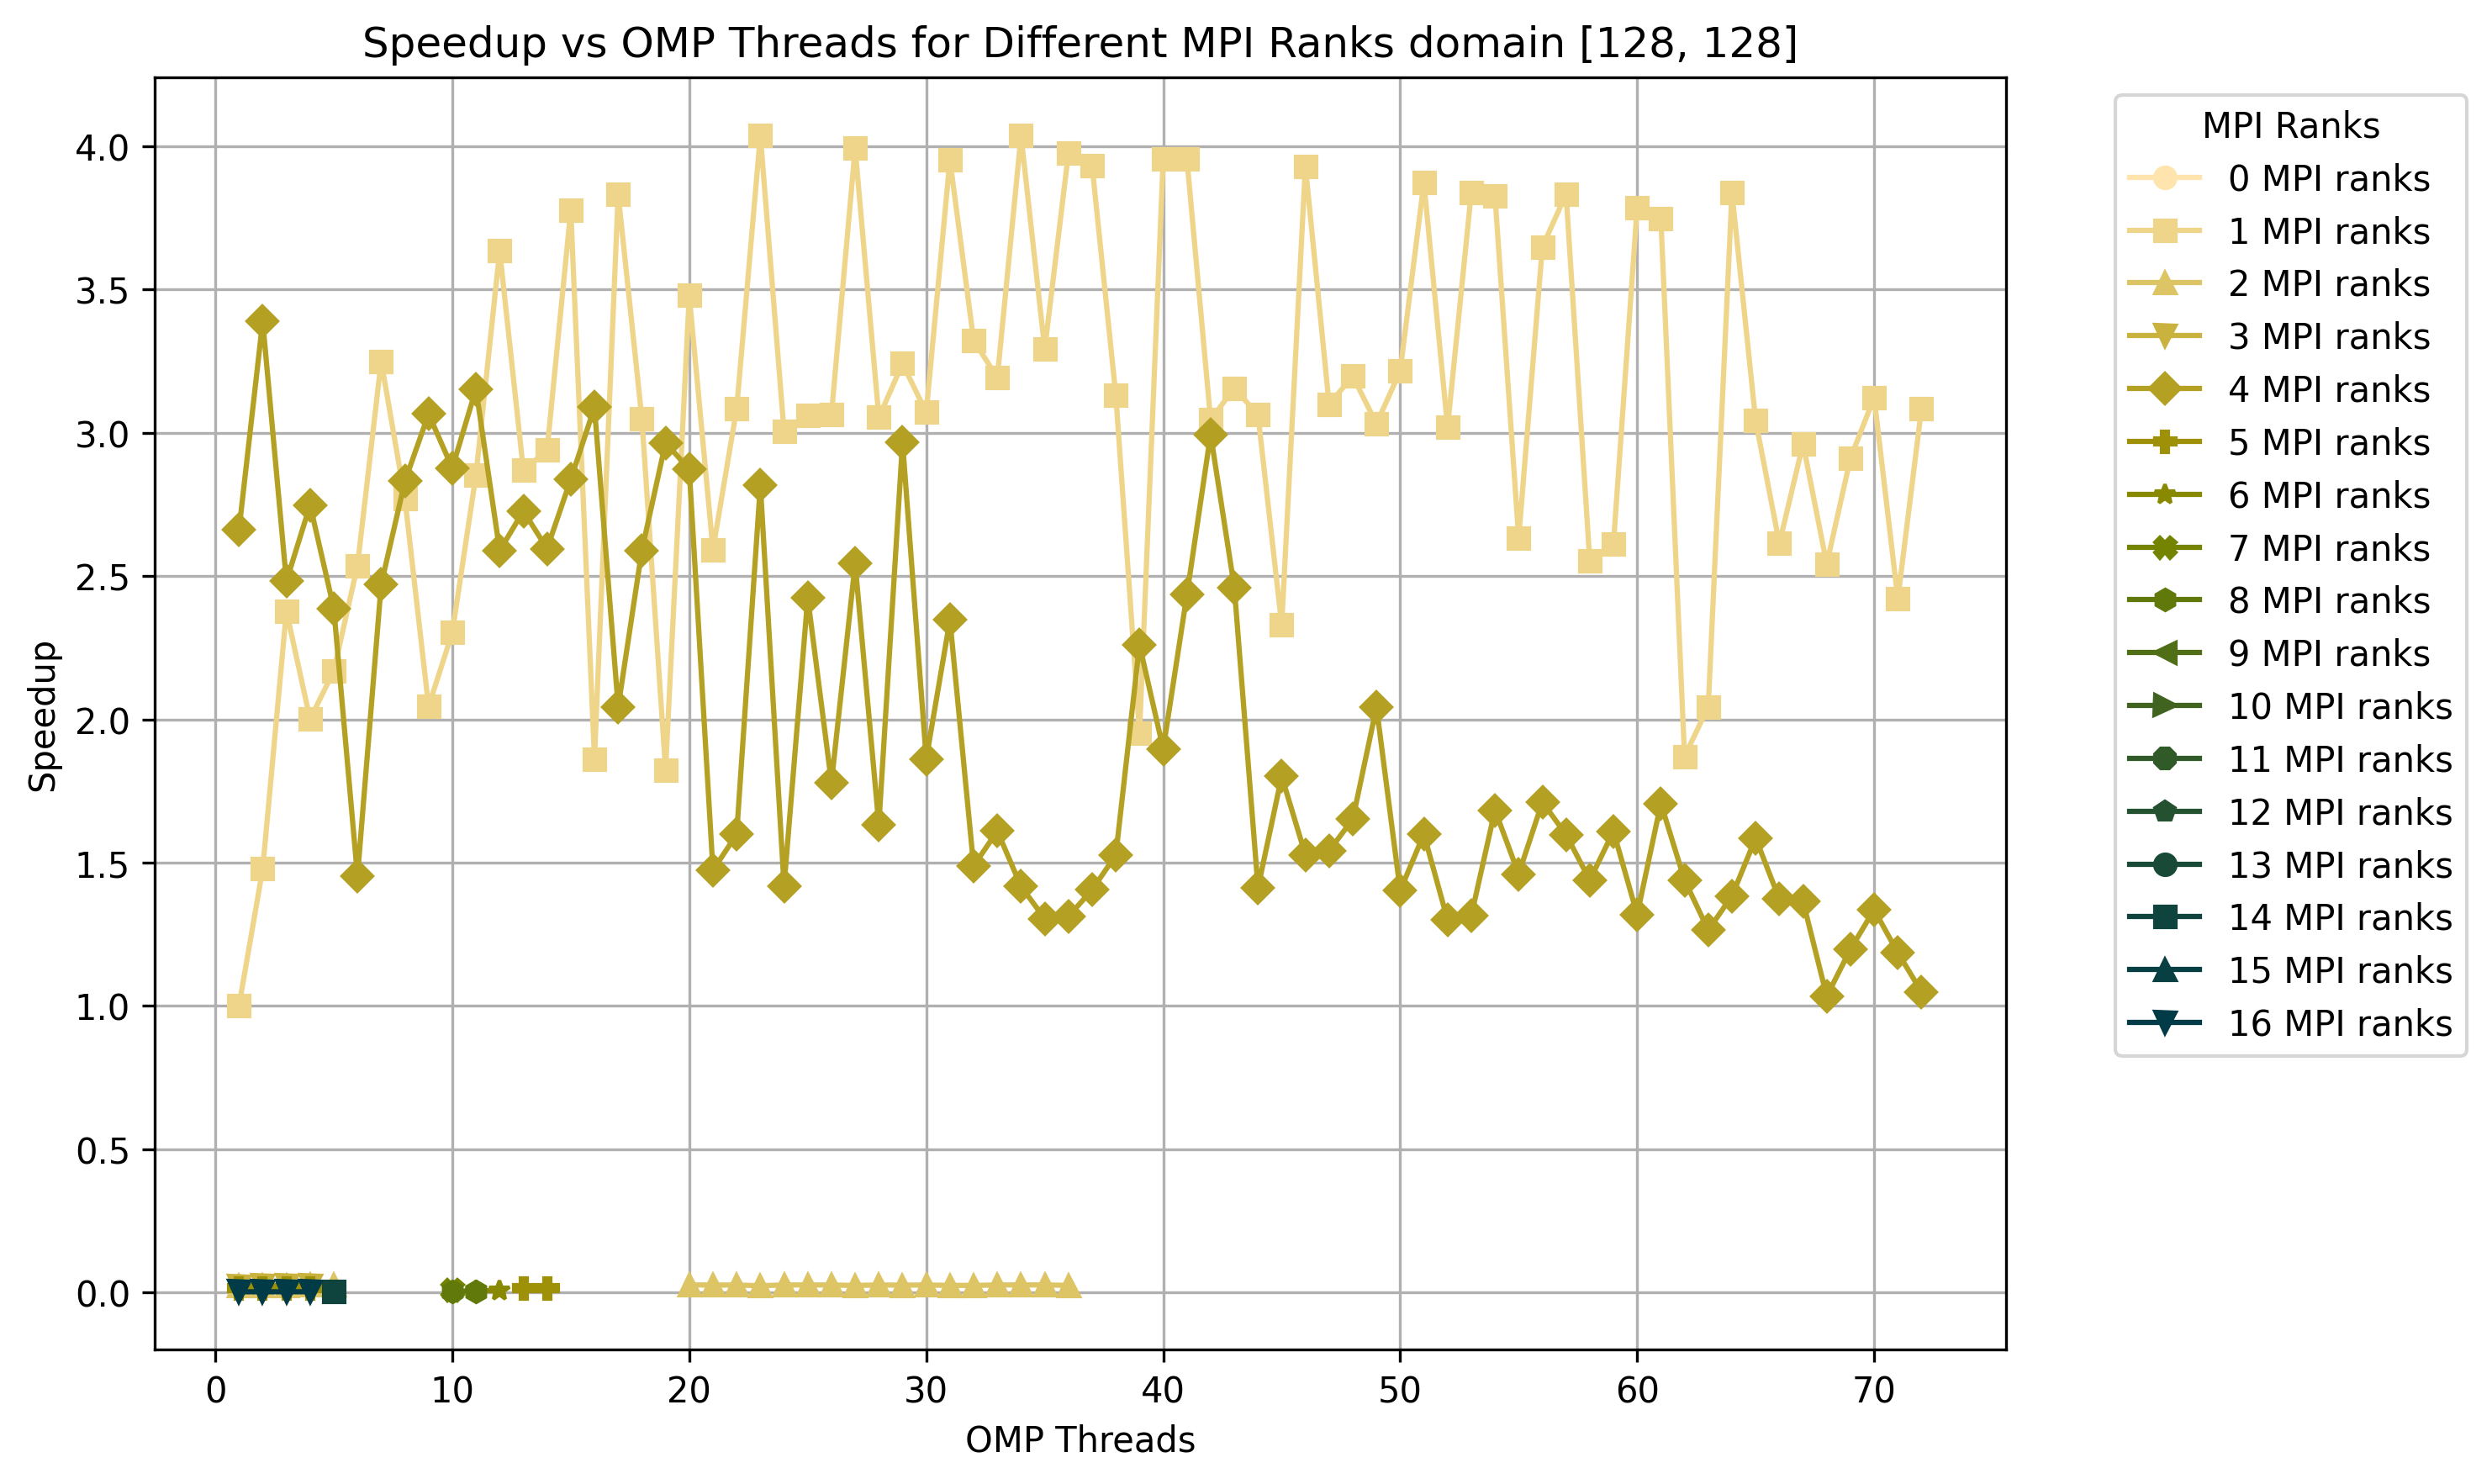 Speedup vs OMP Threads for Different MPI Ranks domain [128, 128]
4.0
3.5
3.0
2.5
2.0
1.5
1.0
0.5
0.0
Speedup
0 10 20 30 40 50 60 70
OMP Threads
MPI Ranks
0 MPI ranks
1 MPI ranks
2 MPI ranks
3 MPI ranks
4 MPI ranks
5 MPI ranks
6 MPI ranks
7 MPI ranks
8 MPI ranks
9 MPI ranks
10 MPI ranks
11 MPI ranks
12 MPI ranks
13 MPI ranks
14 MPI ranks
15 MPI ranks
16 MPI ranks